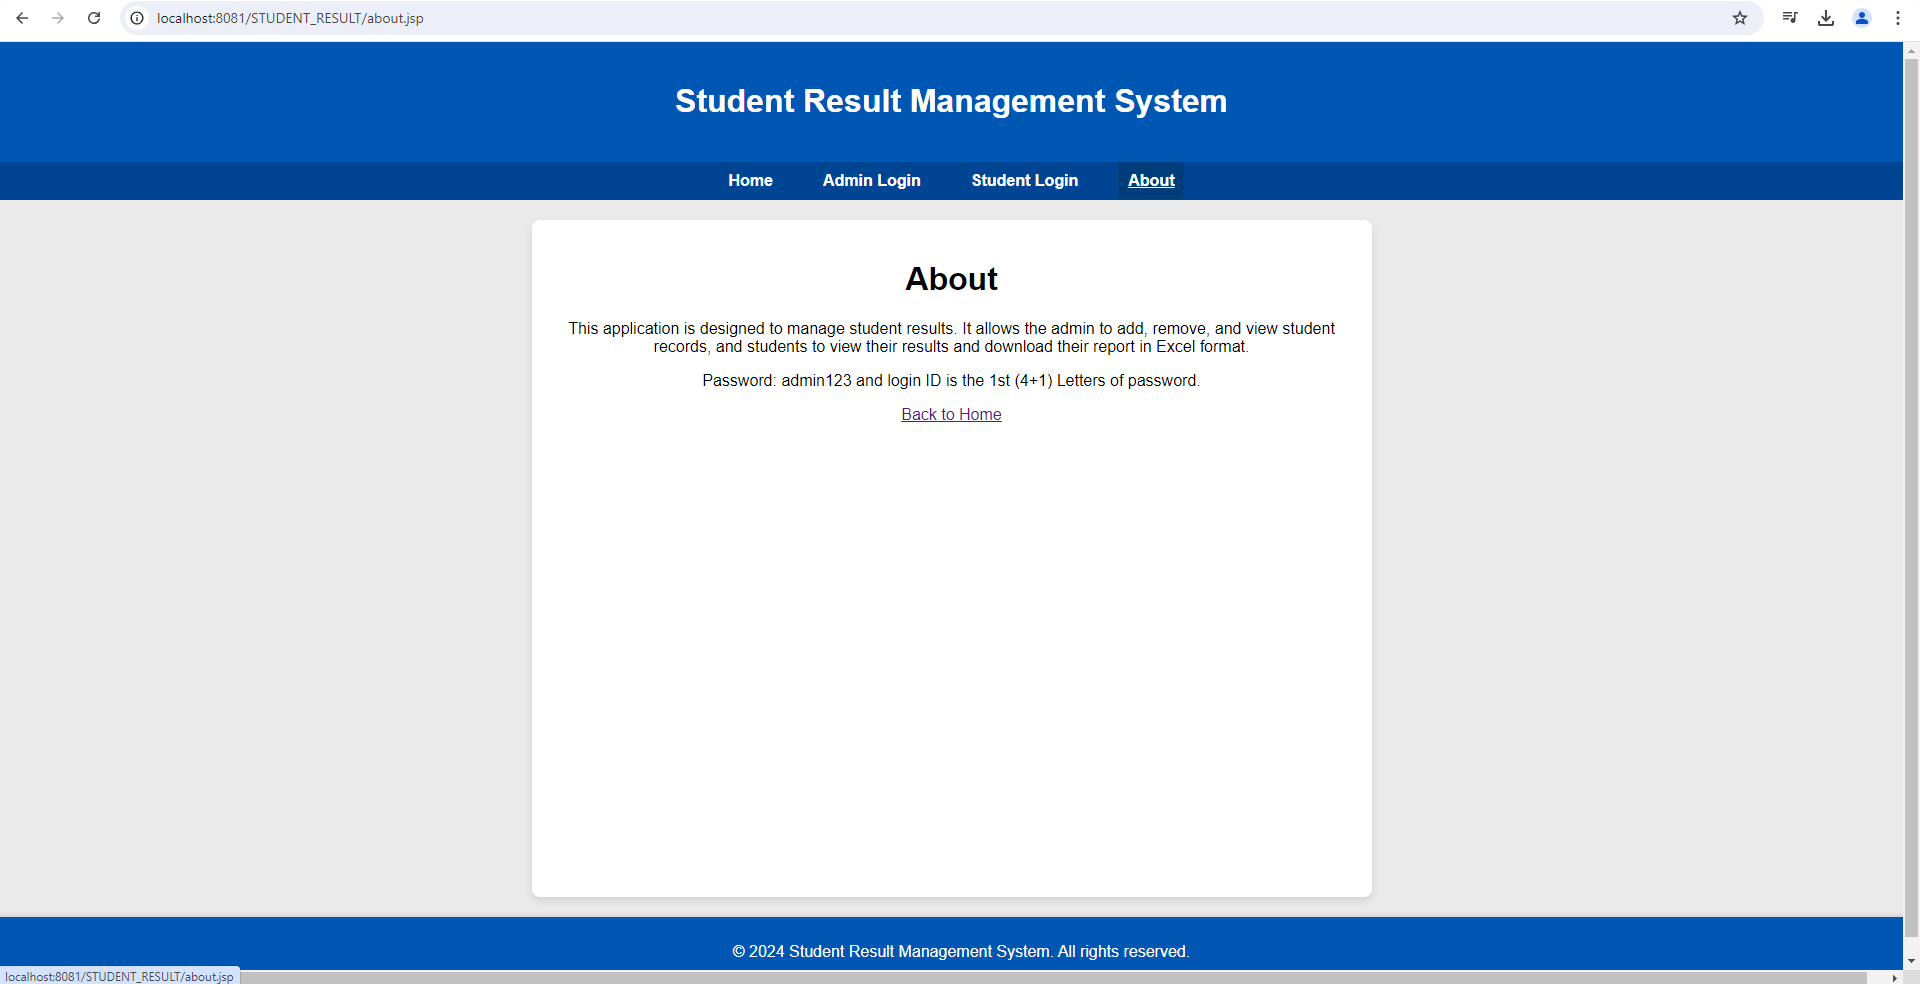 localhost:8081/STUDENT_RESULT/about.jsp
Student Result Management System
Home Admin Login Student Login About
About
This application is designed to manage student results. It allows the admin to add, remove, and view student
records, and students to view their results and download their report in Excel format.
Password: admin123 and login ID is the 1st (4+1) Letters of password.
Back to Home
© 2024 Student Result Management System. All rights reserved.
localhost:8081/STUDENT_RESULT/about.jsp